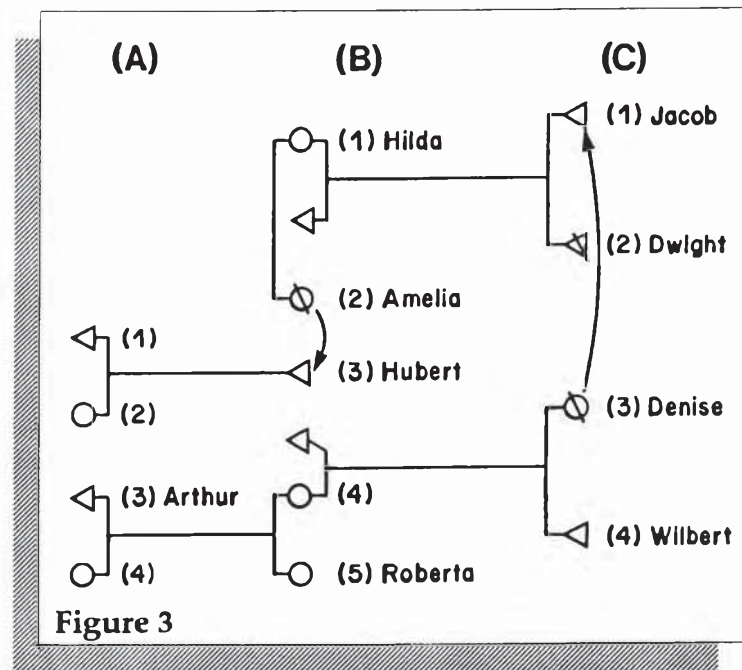 (A) (B) (C)
(1) Jacob
(1) Hilda
(2) Dwight
(2) Amelia
(1)
(3) Hubert
(2)
(3) Denise
(3) Arthur
(4)
(4) Wilbert
(4)
(5) Roberta
Figure 3